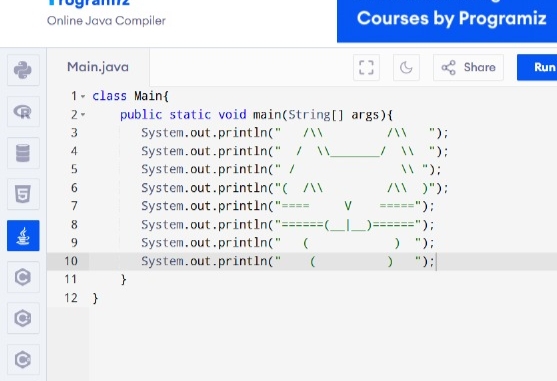 Programiz
Online Java Compiler
Courses by Programiz
Main.java
Share
Run
1 class Main{
2     public static void main(String[] args){
3        System.out.println("   /\\         /\\   ");
4        System.out.println("  /  \\_______/  \\  ");
5        System.out.println(" /               \\ ");
6        System.out.println("(  /\\         /\\  )");
7        System.out.println("====     V    =====");
8        System.out.println("======(__|__)======");
9        System.out.println("   (            )  ");
10        System.out.println("    (          )   ");
11     }
12 }